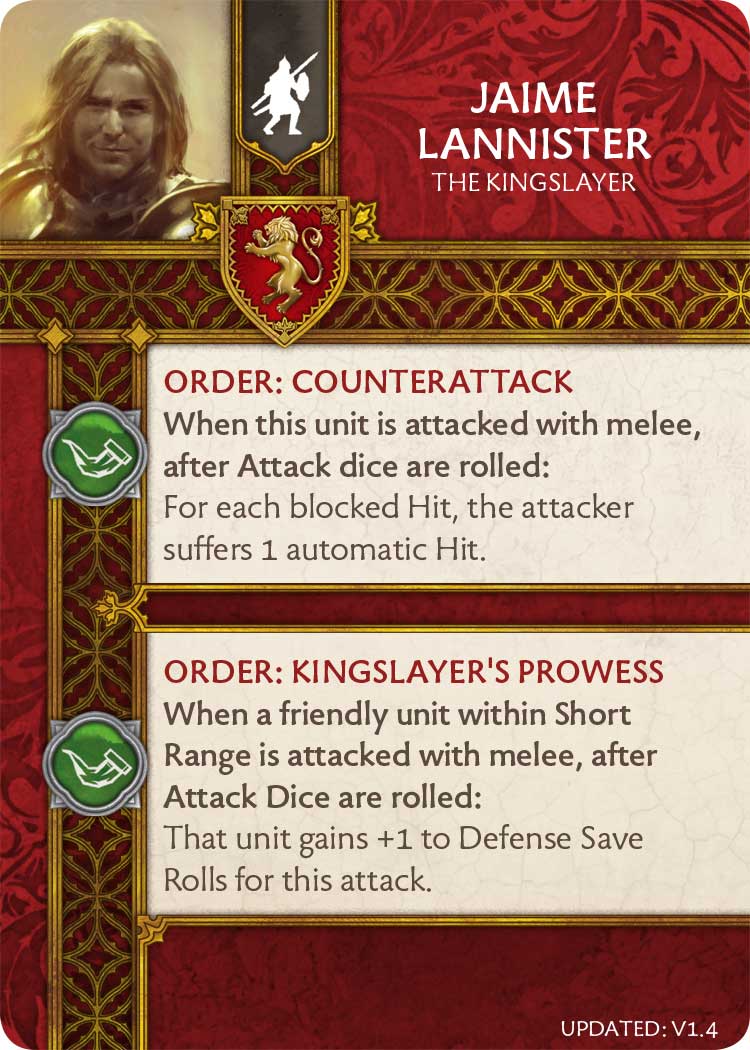 JAIME
LANNISTER
THE KINGSLAYER
ORDER: COUNTERATTACK
When this unit is attacked with melee,
after Attack dice are rolled:
For each blocked Hit, the attacker
suffers 1 automatic Hit.
ORDER: KINGSLAYER'S PROWESS
When a friendly unit within Short
Range is attacked with melee, after
Attack Dice are rolled:
That unit gains +1 to Defense Save
Rolls for this attack.
UPDATED: V1.4